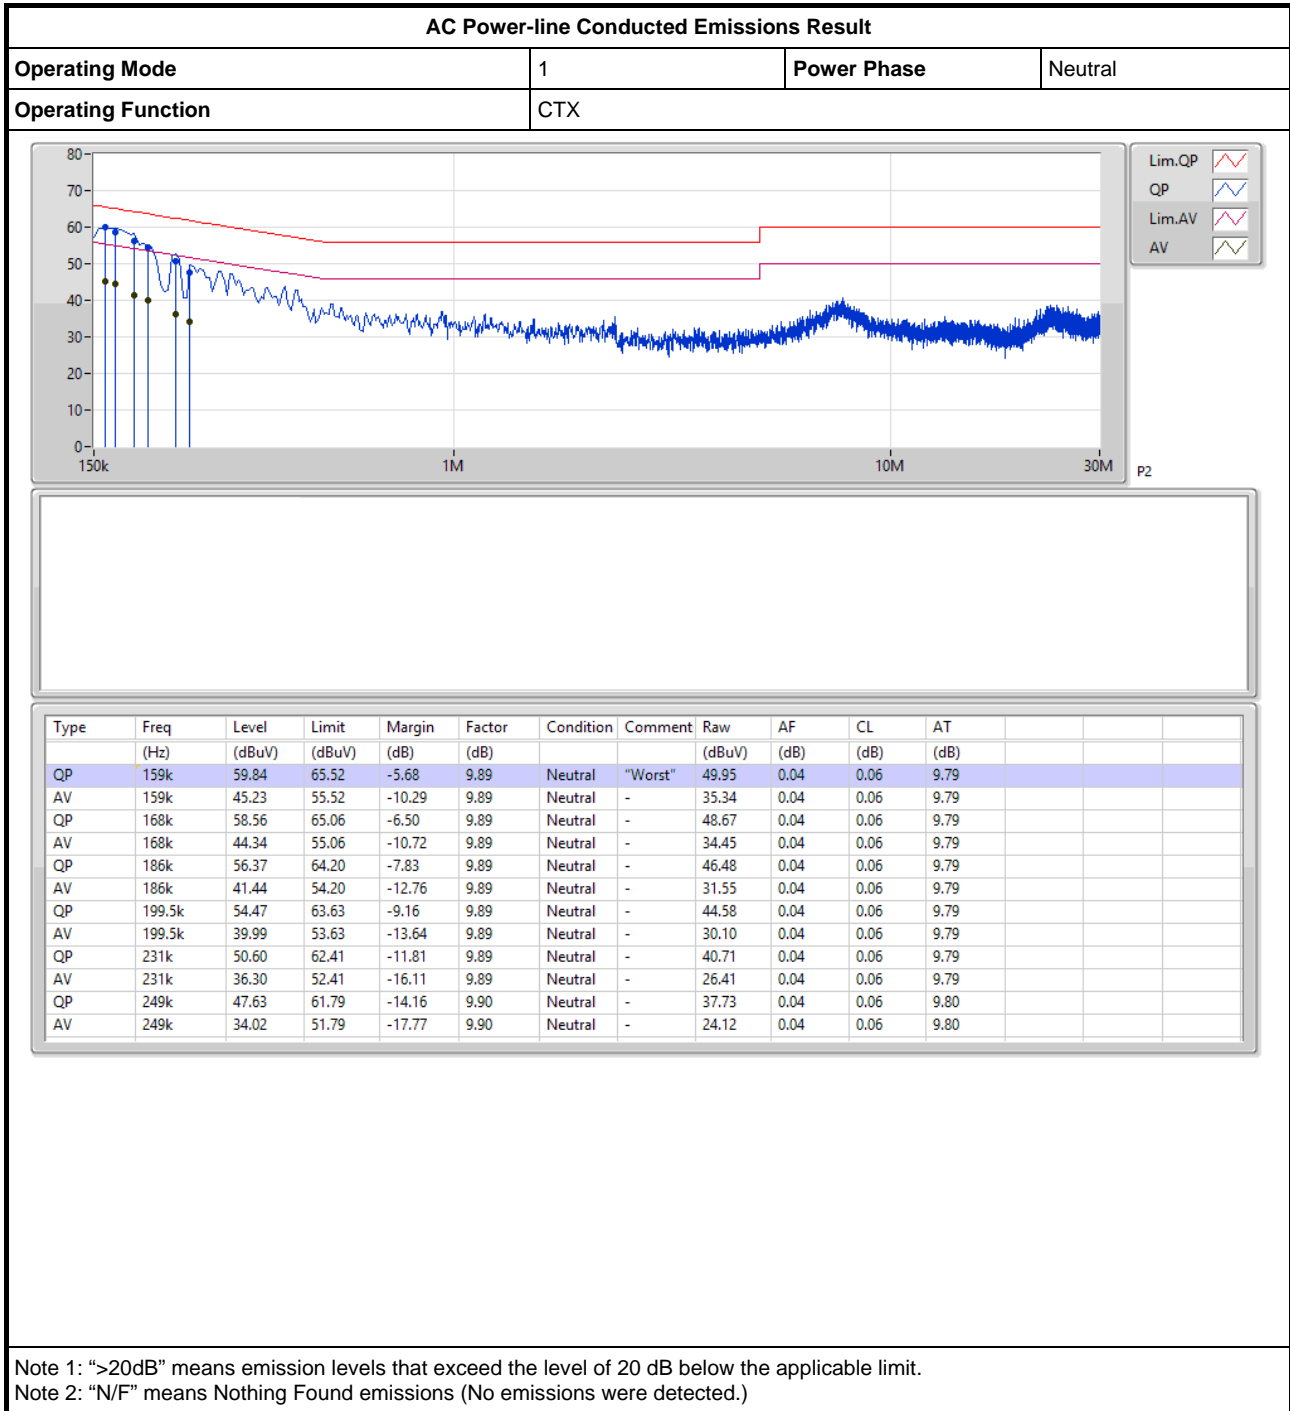 AC Power-line Conducted Emissions Result
Operating Mode 1 Power Phase Neutral
Operating Function CTX
80
70
60
50
40
30
20
10
0
150k 1M 10M 30M
P2
Lim.QP
QP
Lim.AV
AV
Type Freq Level Limit Margin Factor Condition Comment Raw AF CL AT
(Hz) (dBuV) (dBuV) (dB) (dB) (dBuV) (dB) (dB) (dB)
QP 159k 59.84 65.52 -5.68 9.89 Neutral "Worst" 49.95 0.04 0.06 9.79
AV 159k 45.23 55.52 -10.29 9.89 Neutral - 35.34 0.04 0.06 9.79
QP 168k 58.56 65.06 -6.50 9.89 Neutral - 48.67 0.04 0.06 9.79
AV 168k 44.34 55.06 -10.72 9.89 Neutral - 34.45 0.04 0.06 9.79
QP 186k 56.37 64.20 -7.83 9.89 Neutral - 46.48 0.04 0.06 9.79
AV 186k 41.44 54.20 -12.76 9.89 Neutral - 31.55 0.04 0.06 9.79
QP 199.5k 54.47 63.63 -9.16 9.89 Neutral - 44.58 0.04 0.06 9.79
AV 199.5k 39.99 53.63 -13.64 9.89 Neutral - 30.10 0.04 0.06 9.79
QP 231k 50.60 62.41 -11.81 9.89 Neutral - 40.71 0.04 0.06 9.79
AV 231k 36.30 52.41 -16.11 9.89 Neutral - 26.41 0.04 0.06 9.79
QP 249k 47.63 61.79 -14.16 9.90 Neutral - 37.73 0.04 0.06 9.80
AV 249k 34.02 51.79 -17.77 9.90 Neutral - 24.12 0.04 0.06 9.80
Note 1: “>20dB” means emission levels that exceed the level of 20 dB below the applicable limit.
Note 2: “N/F” means Nothing Found emissions (No emissions were detected.)